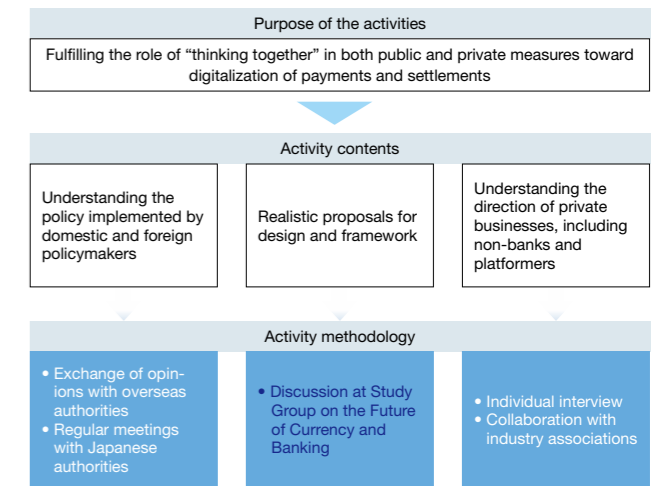 Purpose of the activities
Fulfilling the role of “thinking together” in both public and private measures toward
digitalization of payments and settlements
Activity contents
Understanding the
policy implemented by
domestic and foreign
policymakers
Realistic proposals for
design and framework
Understanding the
direction of private
businesses, including
non-banks and
platformers
Activity methodology
• Exchange of opin-
ions with overseas
authorities
• Regular meetings
with Japanese
authorities
• Discussion at Study
Group on the Future
of Currency and
Banking
• Individual interview
• Collaboration with
industry associations